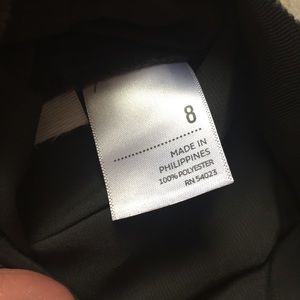 8
MADE IN
PHILIPPINES
100% POLYESTER
RN 54023